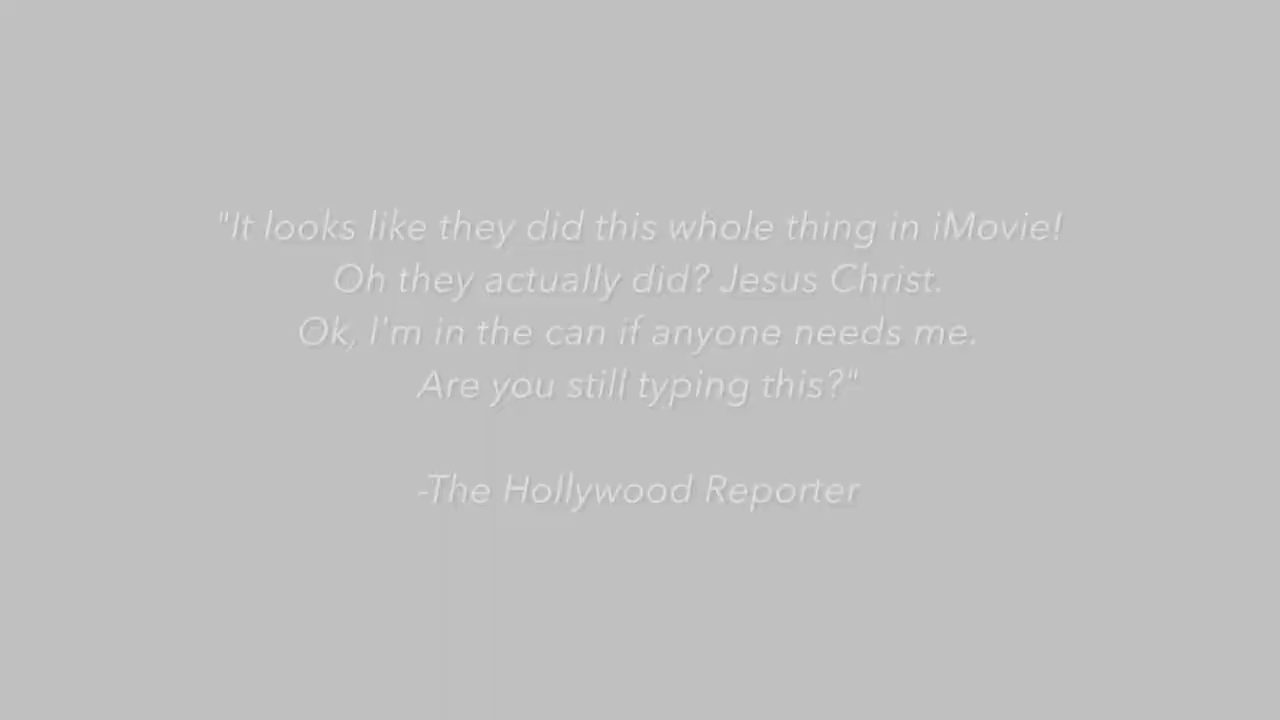 "It looks like they did this whole thing in iMovie!
Oh they actually did? Jesus Christ.
Ok, I'm in the can if anyone needs me.
Are you still typing this?"
-The Hollywood Reporter